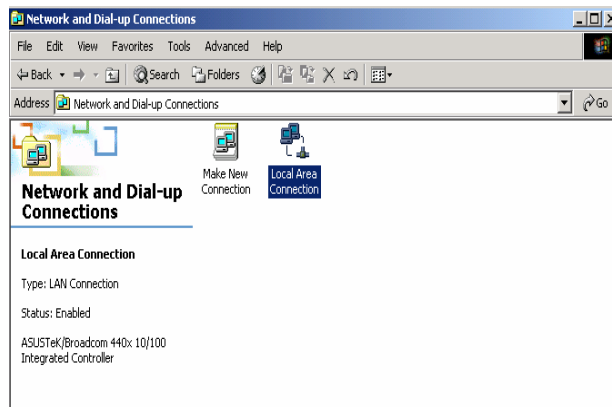 Network and Dial-up Connections
File Edit View Favorites Tools Advanced Help
Back Search Folders
Address Network and Dial-up Connections Go
Make New Connection
Local Area Connection
Network and Dial-up
Connections
Local Area Connection
Type: LAN Connection
Status: Enabled
ASUSTeK/Broadcom 440x 10/100
Integrated Controller